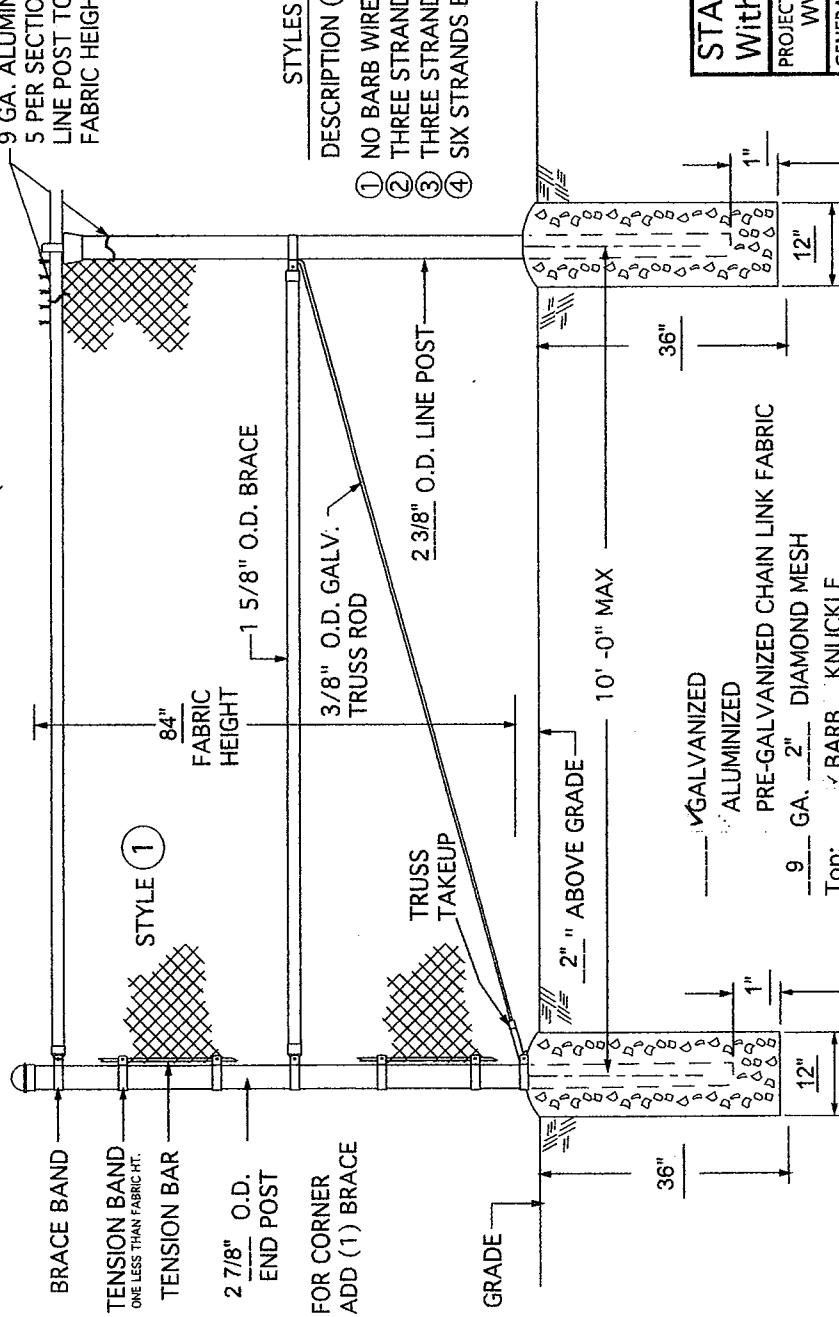 9 GA. ALUMIN
5 PER SECTIO
LINE POST TO
FABRIC HEIGH
STYLES
DESCRIPTION (
① NO BARB WIRE
② THREE STRAND
③ THREE STRAND
④ SIX STRANDS B
STA
With
PROJECT
WV
GENERA
BRACE BAND
TENSION BAND
ONE LESS THAN FABRIC HT.
TENSION BAR
2 7/8" O.D.
END POST
FOR CORNER
ADD (1) BRACE
GRADE
STYLE ①
84"
FABRIC
HEIGHT
1 5/8" O.D. BRACE
3/8" O.D. GALV.
TRUSS ROD
2 3/8" O.D. LINE POST
TRUSS
TAKEUP
2" " ABOVE GRADE
10' -0" MAX
36"
1"
12"
36"
1"
12"
✓ GALVANIZED
ALUMINIZED
PRE-GALVANIZED CHAIN LINK FABRIC
9 GA. 2" DIAMOND MESH
Top: ✓ BARB KNUCKLE